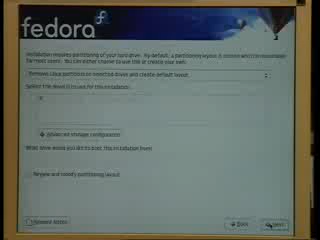 fedora
Installation requires partitioning of your hard drive. By default, a partitioning layout is chosen which is reasonable
for most users. You can either choose to use this or create your own.
Remove Linux partitions on selected drives and create default layout.
Select the drive(s) to use for this installation.
Advanced storage configuration
What drive would you like to boot this installation from?
Review and modify partitioning layout
Release Notes
Back
Next